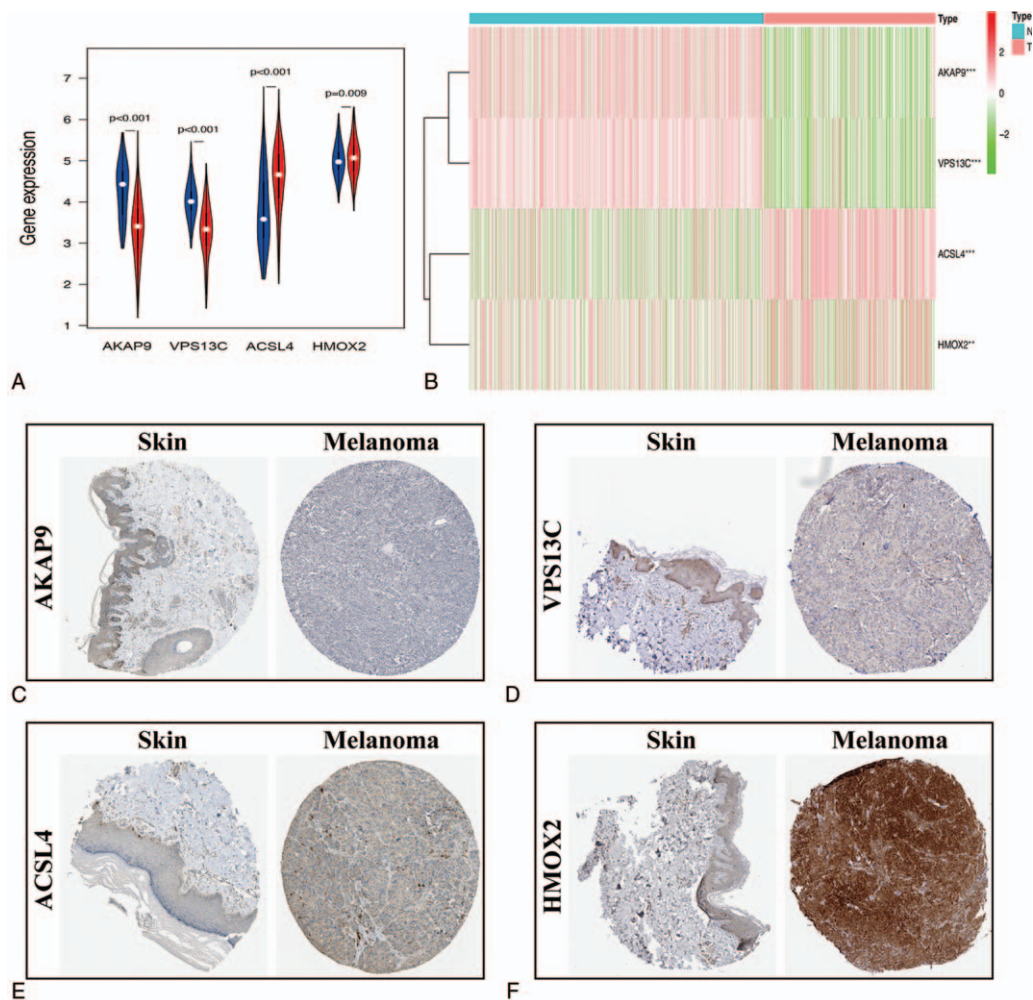 p<0.001
p<0.001
p<0.001
p=0.009
Gene expression
7
6
5
4
3
2
1
AKAP9 VPS13C ACSL4 HMOX2
A
Type
AKAP9***
VPS13C***
ACSL4***
HMOX2**
2
0
−2
Type
N
T
B
Skin Melanoma
AKAP9
C
Skin Melanoma
VPS13C
D
Skin Melanoma
ACSL4
E
Skin Melanoma
HMOX2
F